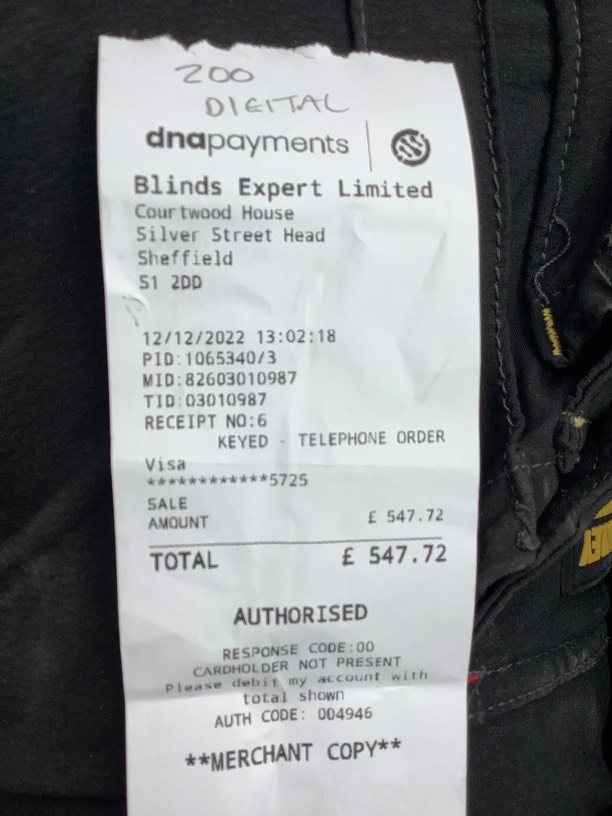 200
DIGITAL
dnapayments
Blinds Expert Limited
Courtwood House
Silver Street Head
Sheffield
S1 2DD
12/12/2022 13:02:18
PID:1065340/3
MID:82603010987
TID:03010987
RECEIPT NO:6
KEYED - TELEPHONE ORDER
Visa
************5725
SALE
AMOUNT £ 547.72
TOTAL £ 547.72
AUTHORISED
RESPONSE CODE:00
CARDHOLDER NOT PRESENT
Please debit my account with
total shown
AUTH CODE: 004946
**MERCHANT COPY**